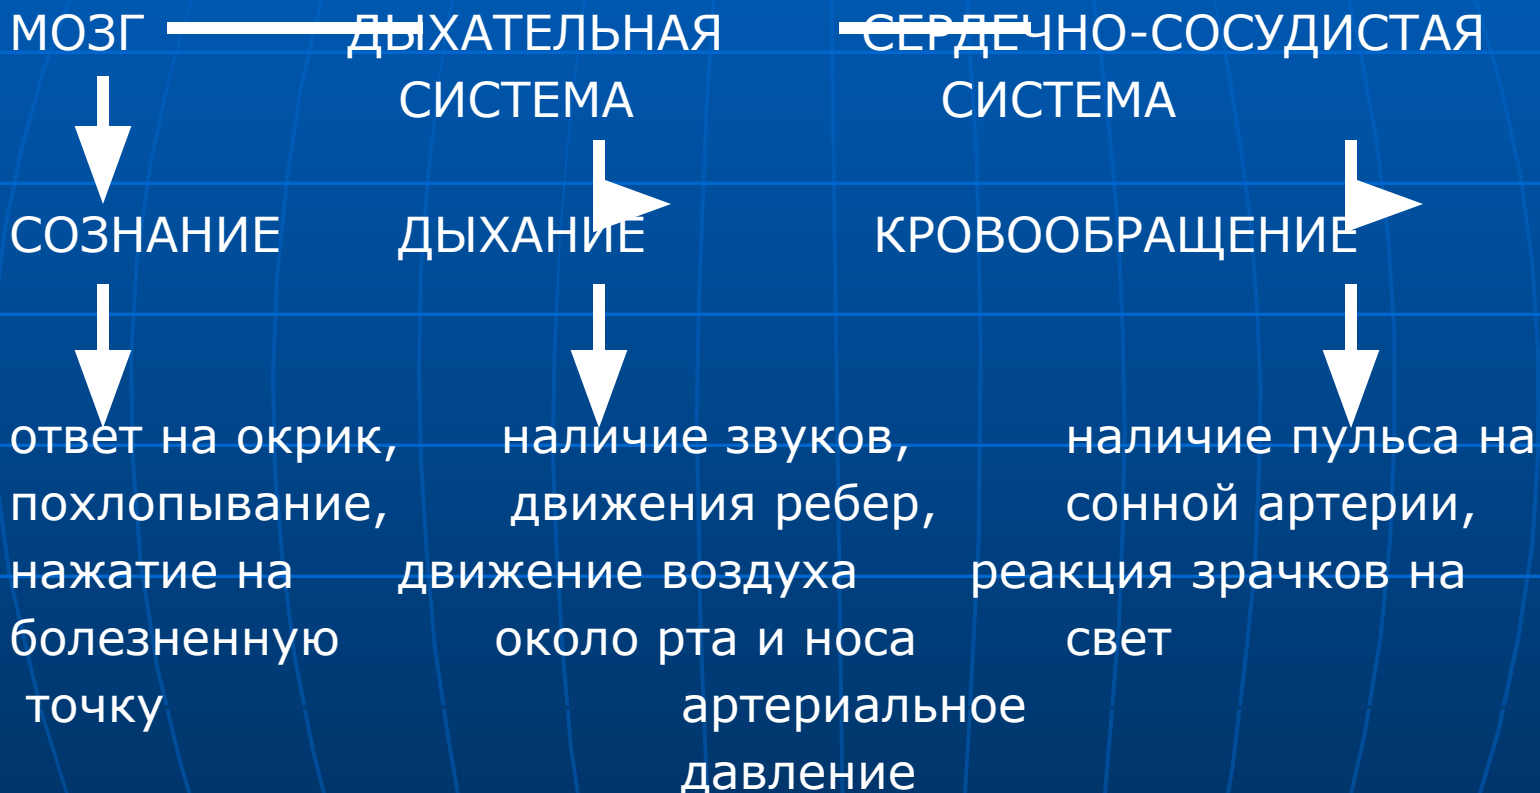 МОЗГ ДЫХАТЕЛЬНАЯ СЕРДЕЧНО-СОСУДИСТАЯ
СИСТЕМА СИСТЕМА
СОЗНАНИЕ ДЫХАНИЕ КРОВООБРАЩЕНИЕ
ответ на окрик, наличие звуков, наличие пульса на
похлопывание, движения ребер, сонной артерии,
нажатие на движение воздуха реакция зрачков на
болезненную около рта и носа свет
точку артериальное
давление